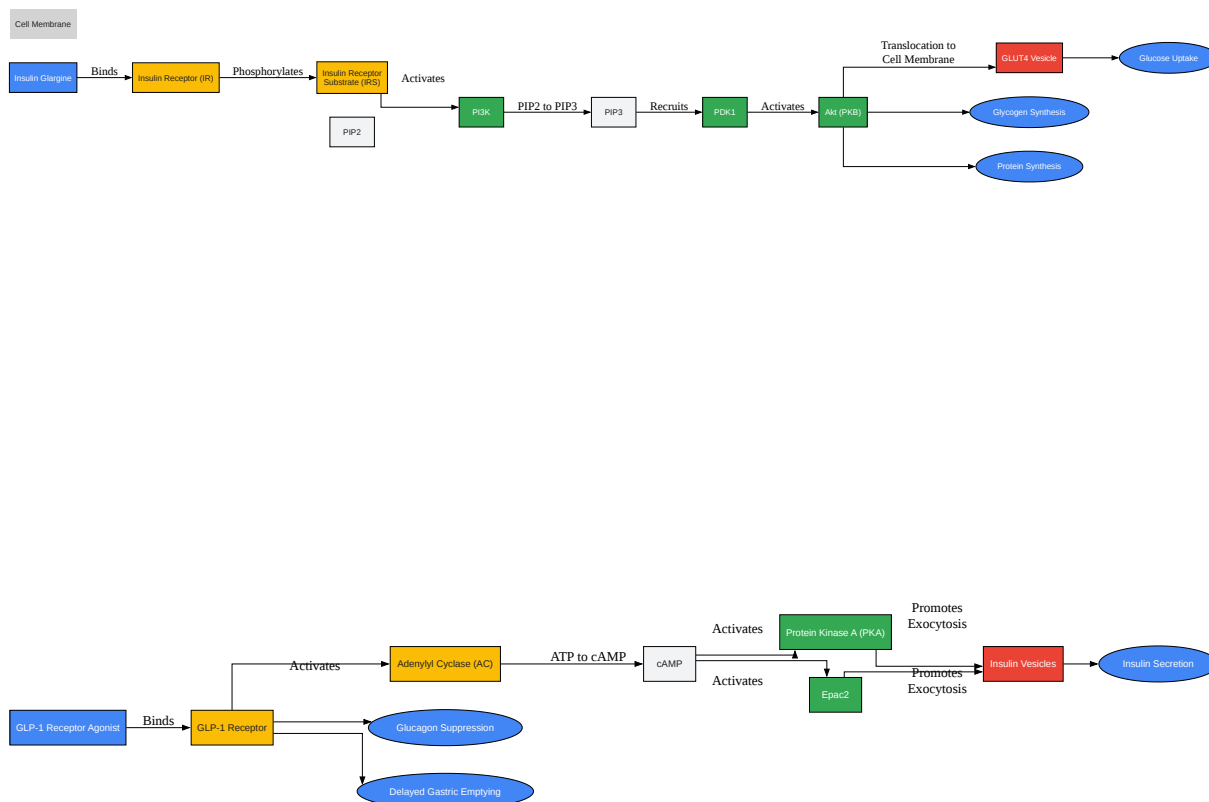 Cell Membrane
Insulin Glargine
Binds
Insulin Receptor (IR)
Phosphorylates
Insulin Receptor
Substrate (IRS)
Activates
PIP2
PI3K
PIP2 to PIP3
PIP3
Recruits
PDK1
Activates
Akt (PKB)
Translocation to
Cell Membrane
GLUT4 Vesicle
Glucose Uptake
Glycogen Synthesis
Protein Synthesis
GLP-1 Receptor Agonist
Binds
GLP-1 Receptor
Activates
Adenylyl Cyclase (AC)
ATP to cAMP
cAMP
Activates
Protein Kinase A (PKA)
Promotes
Exocytosis
Activates
Epac2
Promotes
Exocytosis
Insulin Vesicles
Insulin Secretion
Glucagon Suppression
Delayed Gastric Emptying